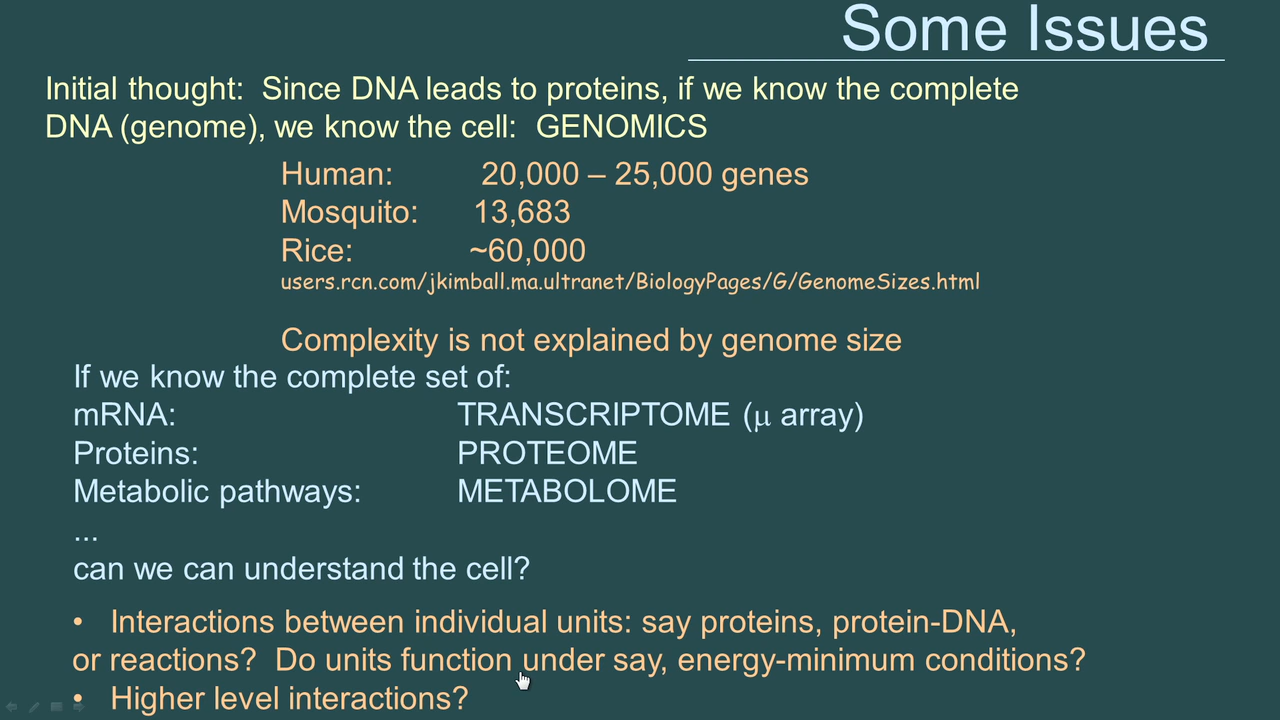 Some Issues
Initial thought: Since DNA leads to proteins, if we know the complete
DNA (genome), we know the cell: GENOMICS
Human: 20,000 – 25,000 genes
Mosquito: 13,683
Rice: ~60,000
users.rcn.com/jkimball.ma.ultranet/BiologyPages/G/GenomeSizes.html
Complexity is not explained by genome size
If we know the complete set of:
mRNA: TRANSCRIPTOME (μ array)
Proteins: PROTEOME
Metabolic pathways: METABOLOME
...
can we can understand the cell?
• Interactions between individual units: say proteins, protein-DNA,
or reactions? Do units function under say, energy-minimum conditions?
• Higher level interactions?